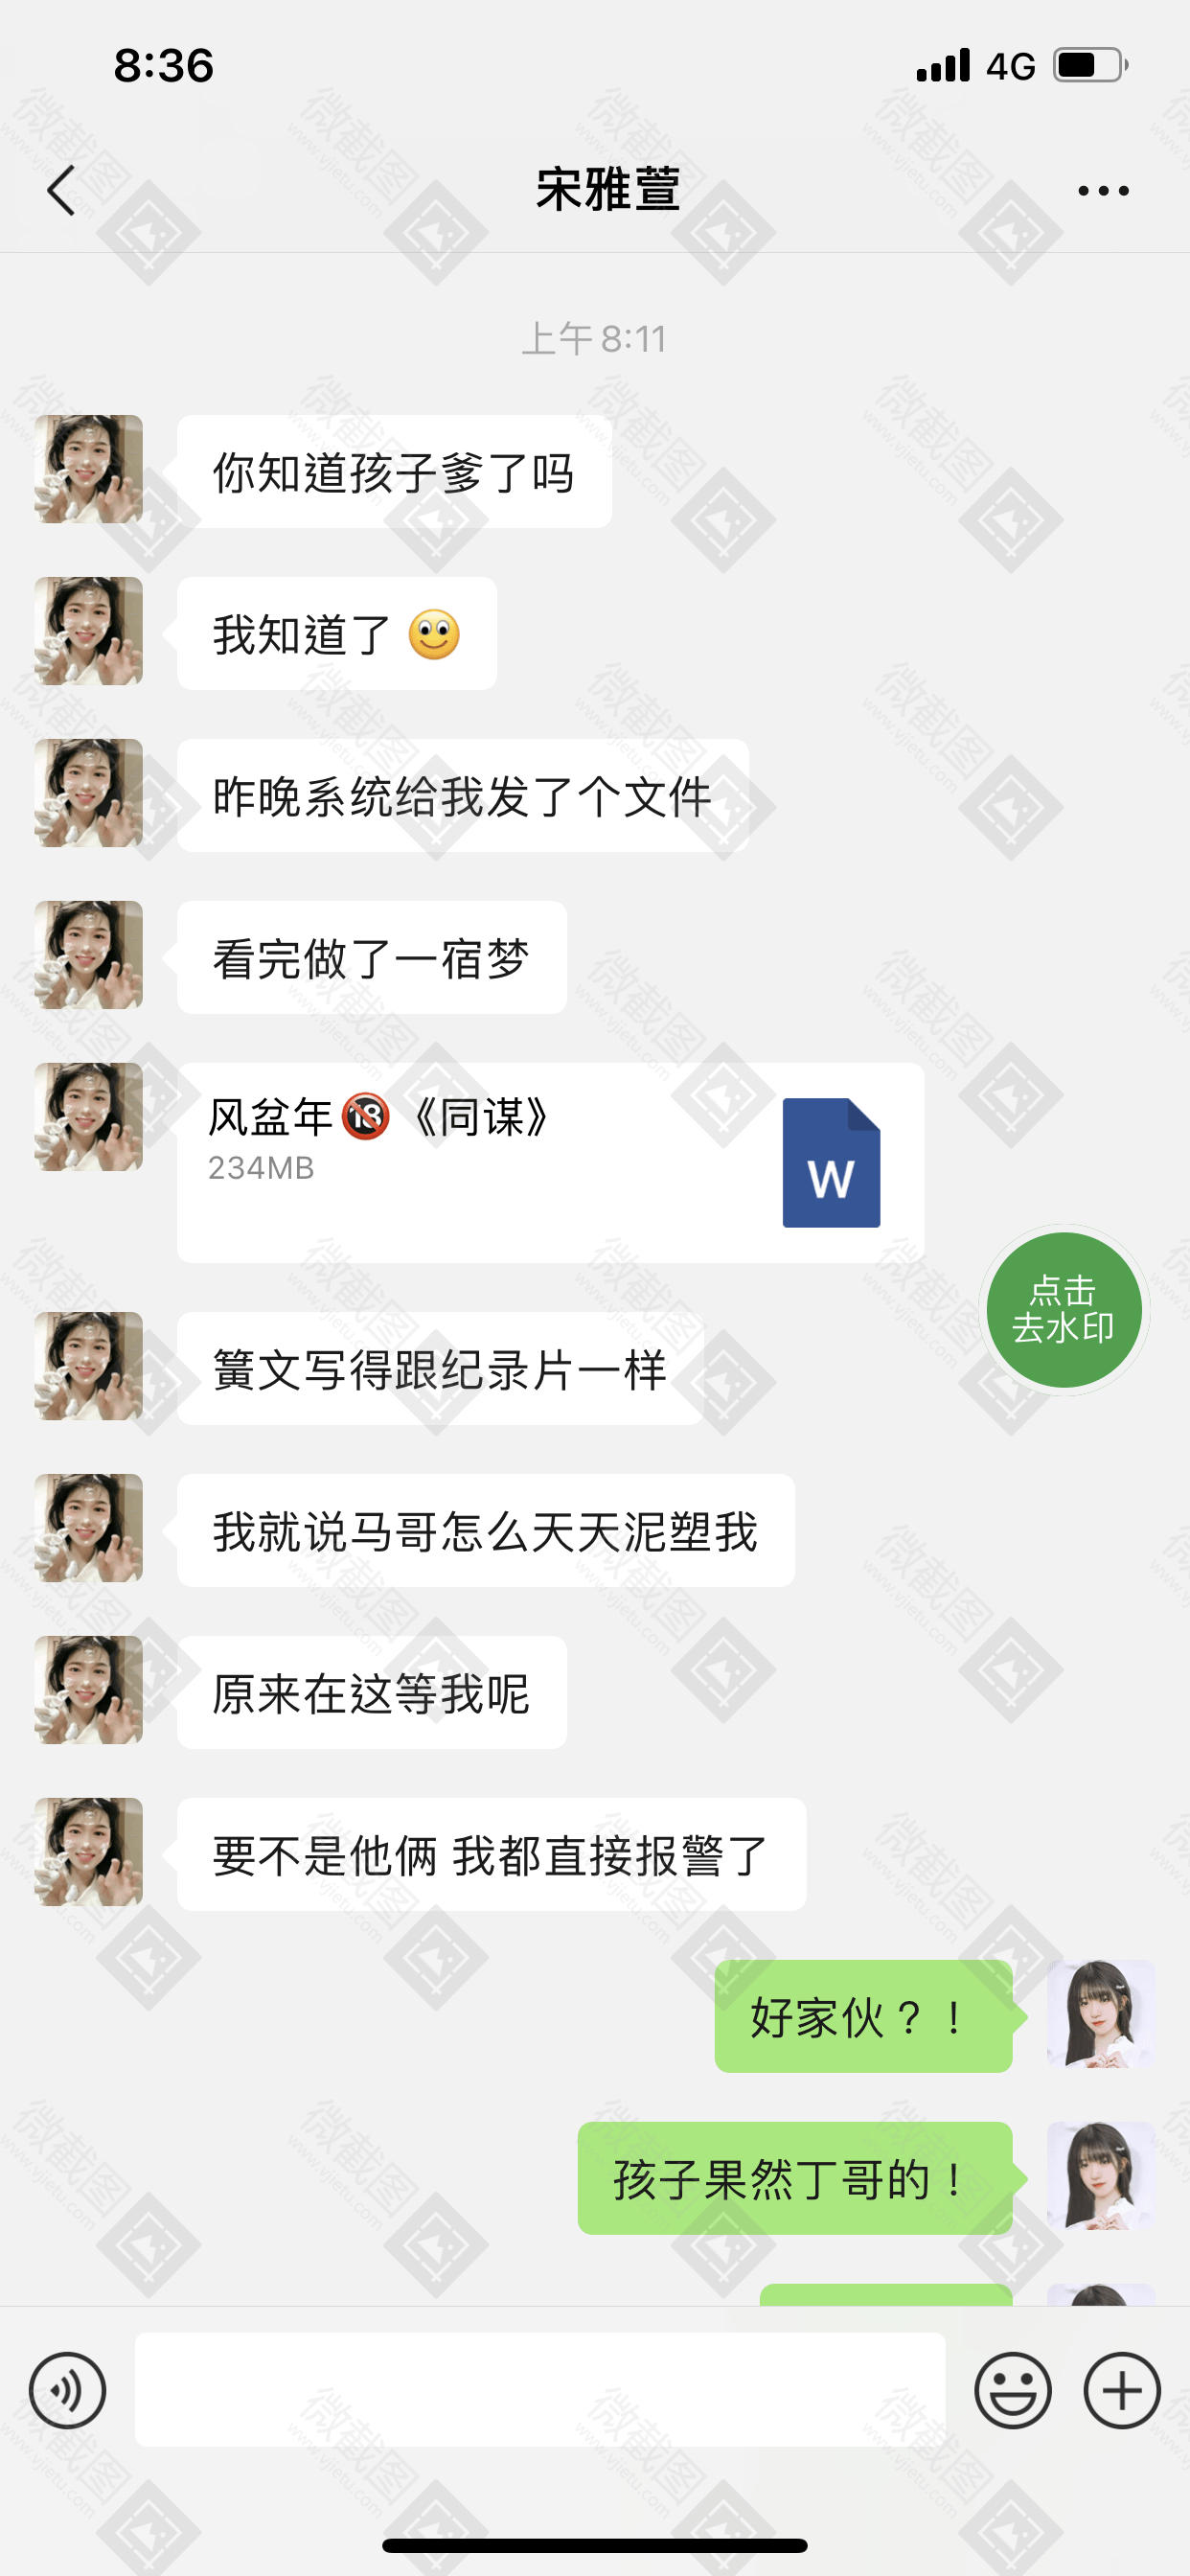 8:36
4G
宋雅萱
上午 8:11
你知道孩子爹了吗
我知道了 🙂
昨晚系统给我发了个文件
看完做了一宿梦
风盆年🔞《同谋》
234MB
W
点击
去水印
簧文写得跟纪录片一样
我就说马哥怎么天天泥塑我
原来在这等我呢
要不是他俩 我都直接报警了
好家伙？！
孩子果然丁哥的！
微截图
www.vjietu.com